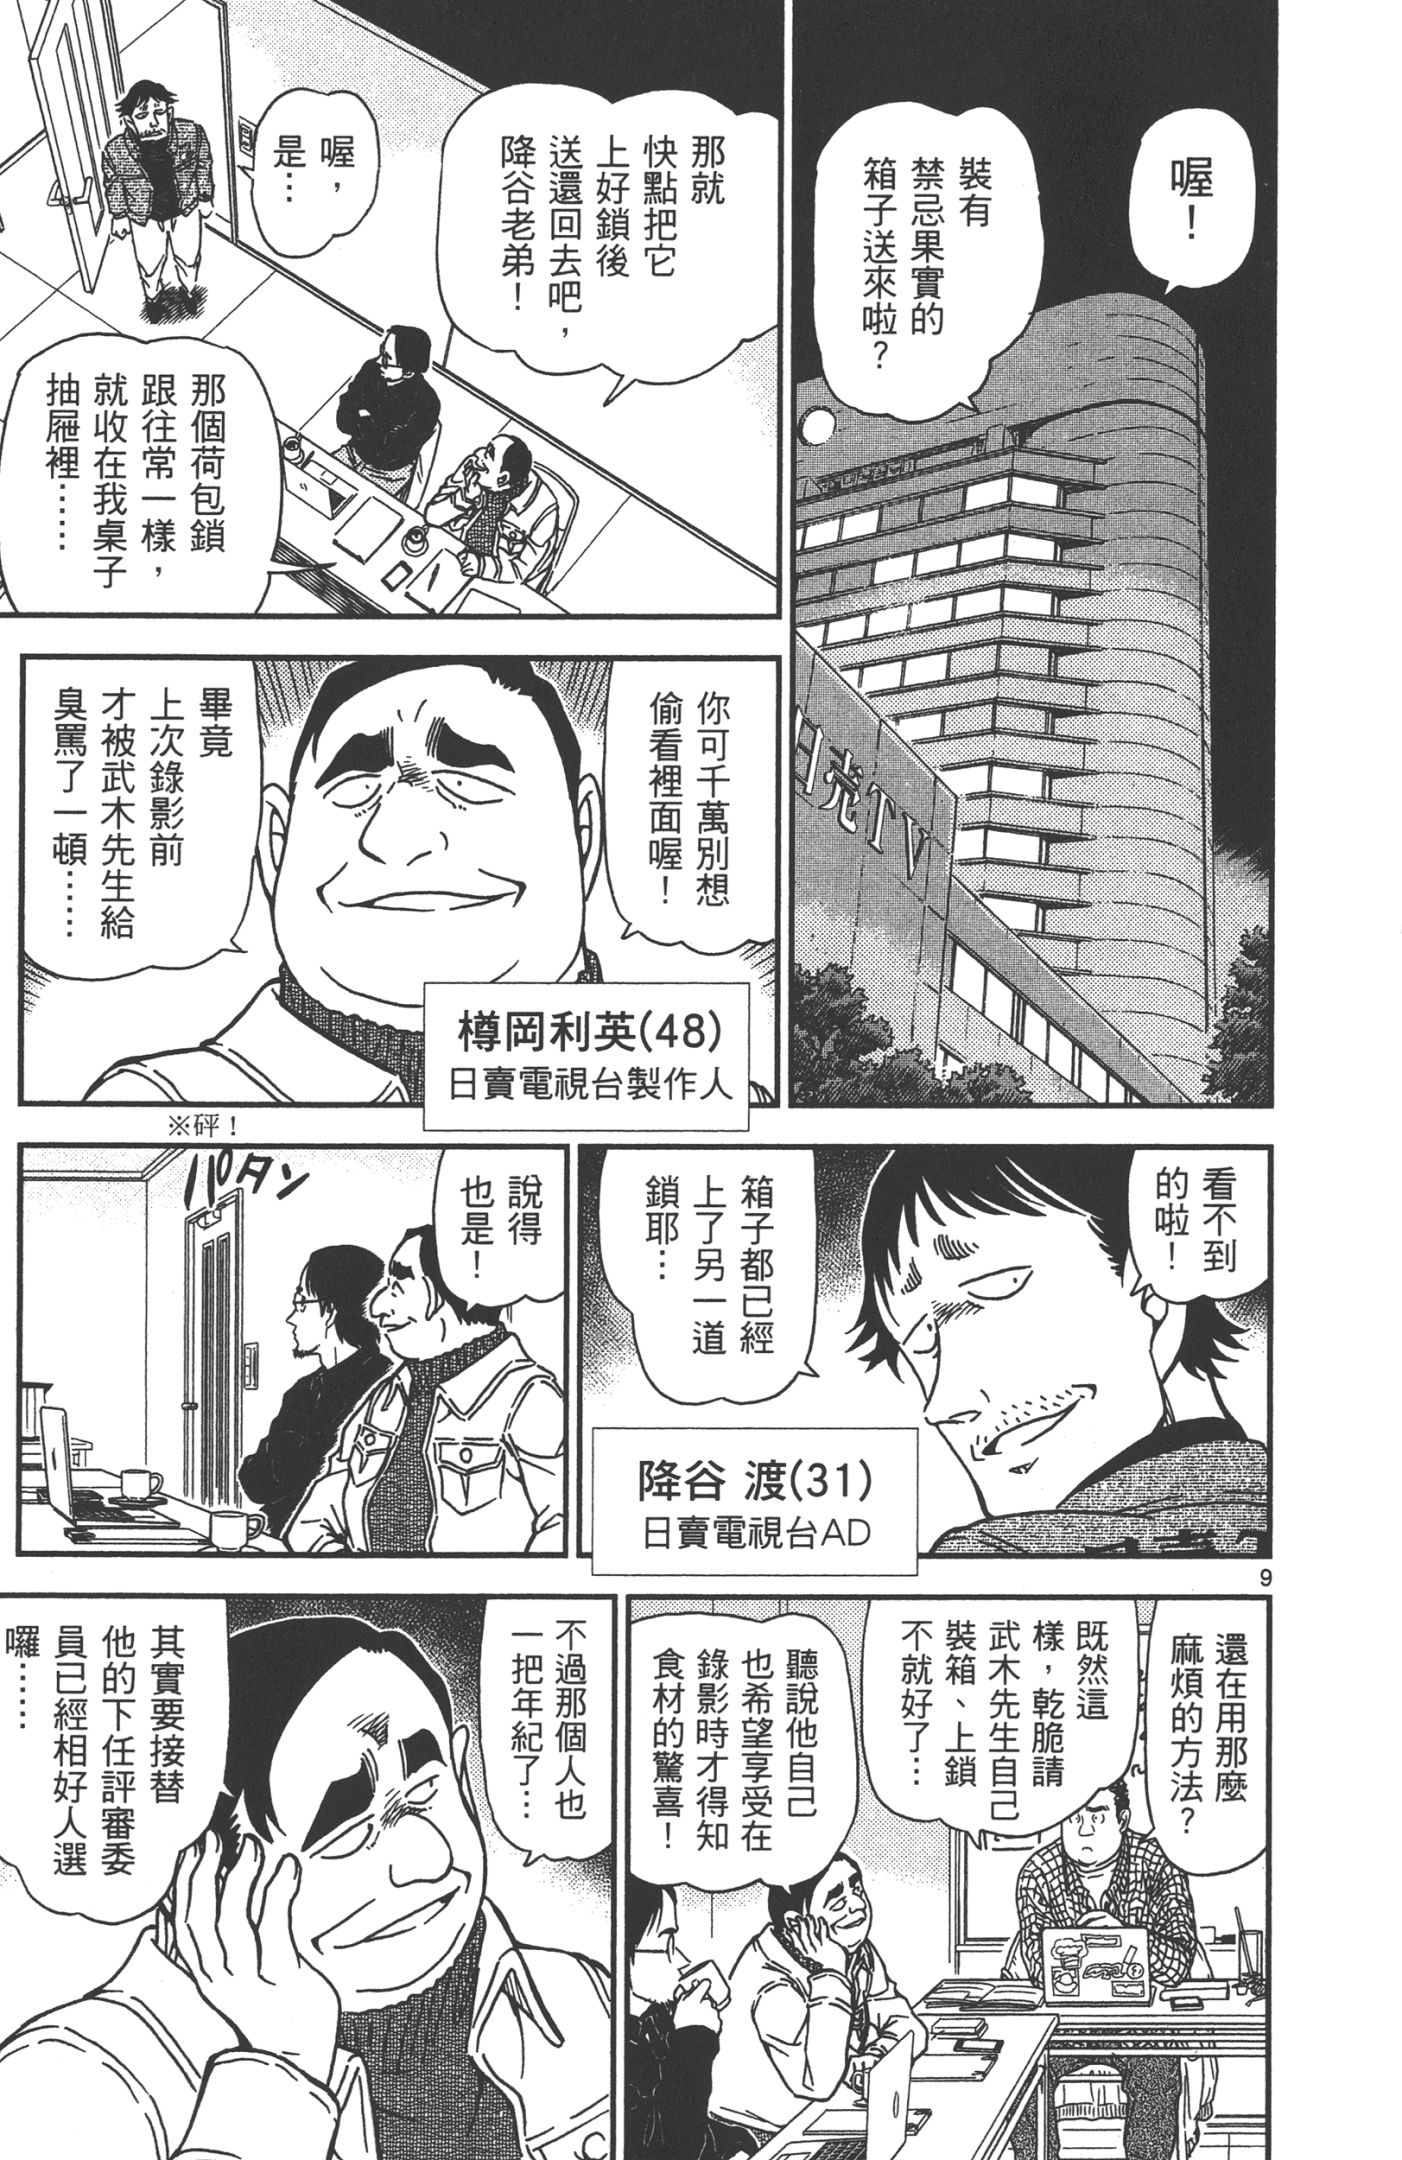 喔！
裝有
禁忌果實的
箱子送來啦？
日売TV
那就
快點把它
上好鎖後
送還回去吧，
降谷老弟！
喔，
是…
那個荷包鎖
跟往常一樣，
就收在我桌子
抽屜裡……
你可千萬別想
偷看裡面喔！
畢竟
上次錄影前
才被武木先生給
臭罵了一頓……
樽岡利英(48)
日賣電視台製作人
看不到
的啦！
箱子都已經
上了另一道
鎖耶…
降谷 渡(31)
日賣電視台AD
說得
也是！
※砰！
パタン
9
還在用那麼
麻煩的方法？
既然這
樣，乾脆請
武木先生自己
裝箱、上鎖
不就好了…
聽說他自己
也希望享受在
錄影時才得知
食材的驚喜！
不過那個人也
一把年紀了…
其實要接替
他的下任評審委
員已經相好人選
囉……